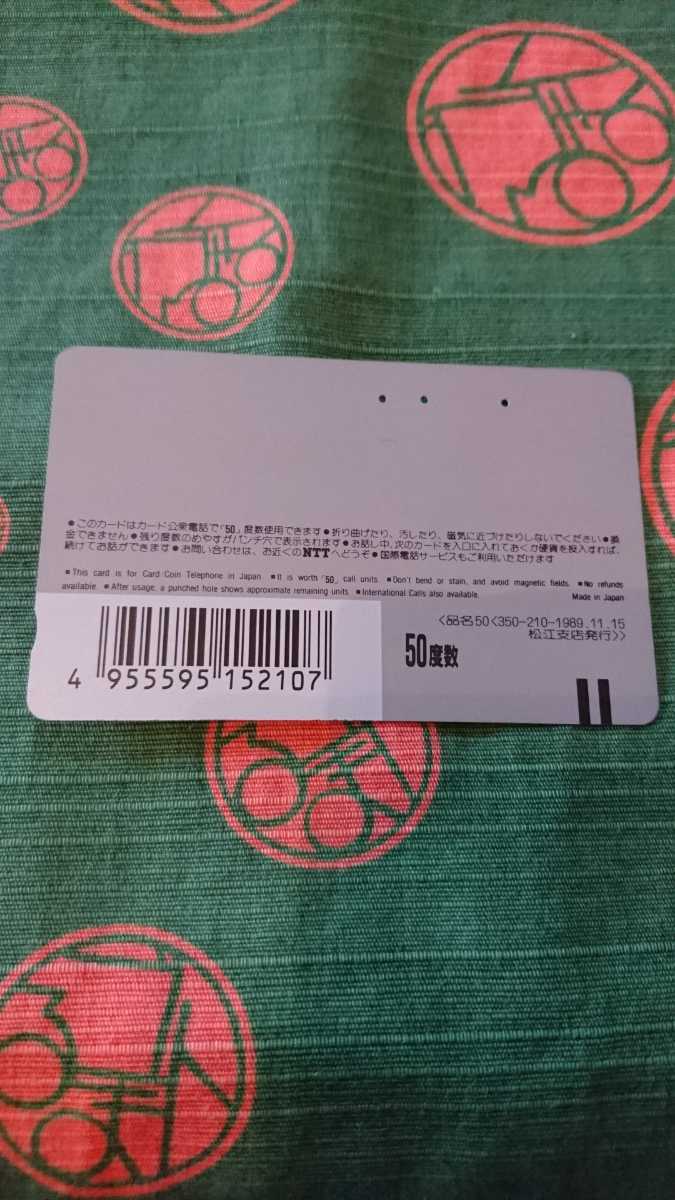 ●このカードはカード公衆電話で「50」度数使用できます●折り曲げたり、汚したり、磁気に近づけたりしないでください●換
金できません●残り度数のめやすがパンチ穴で表示されます●お話し中、次のカードを入口に入れておくか硬貨を投入すれば、
続けてお話ができます●お問い合わせは、お近くのNTTへどうぞ●国際電話サービスもご利用いただけます
■This card is for Card/Coin Telephone in Japan ■It is worth「50」call units. ■Don't bend or stain, and avoid magnetic fields. ■No refunds
available. ■After usage, a punched hole shows approximate remaining units. ■International Calls also available. Made in Japan
〈品名50〈350-210-1989.11.15
松江支店発行〉〉
50度数
4 955595 152107